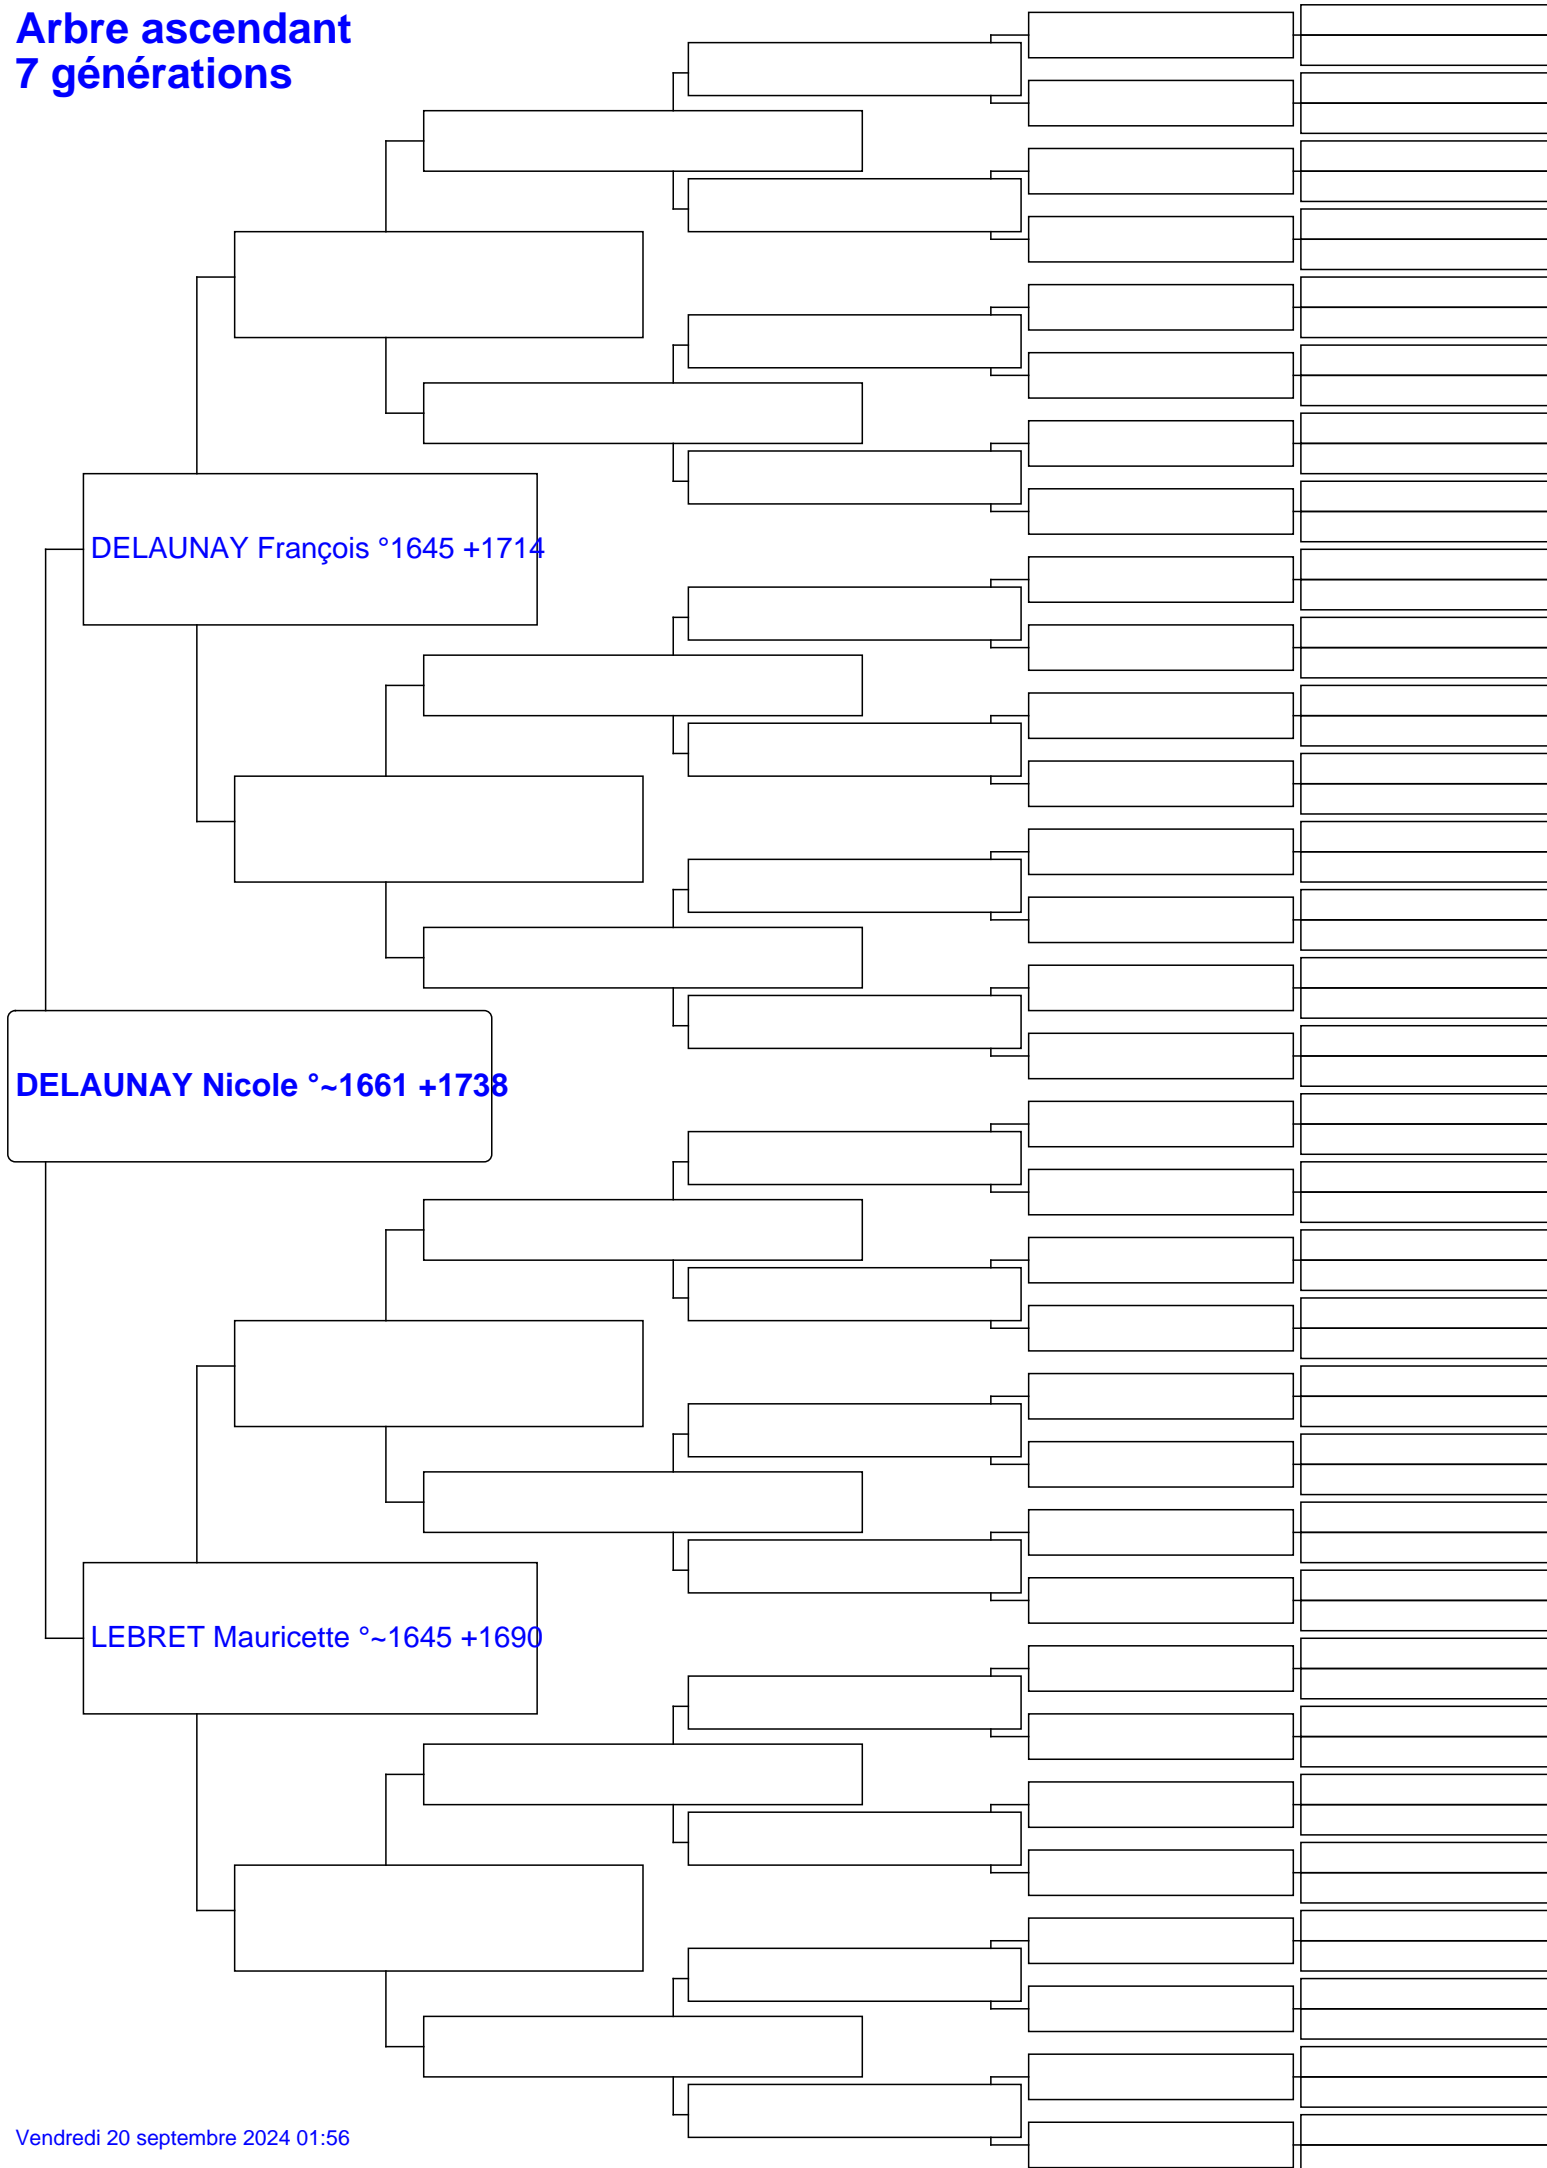 Arbre ascendant
7 générations
DELAUNAY François °1645 +1714
DELAUNAY Nicole °~1661 +1738
LEBRET Mauricette °~1645 +1690
Vendredi 20 septembre 2024 01:56